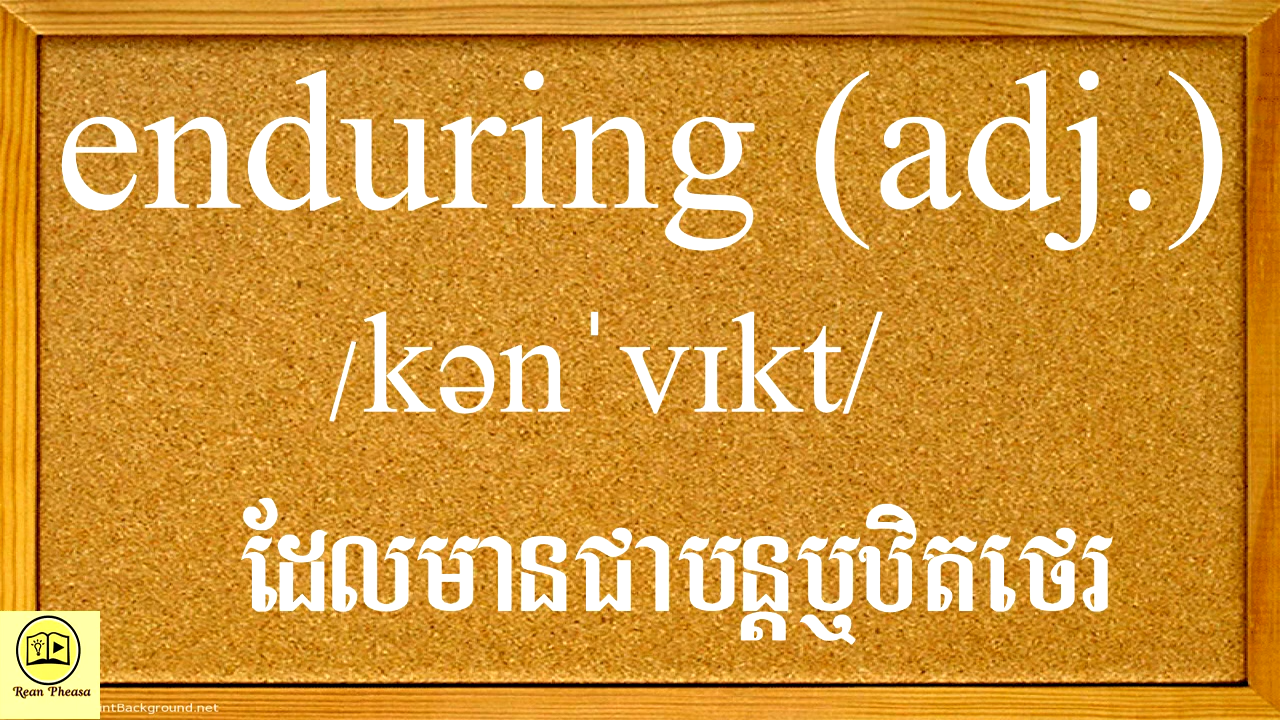 enduring (adj.)
/kənˈvɪkt/
ដែលមានជាបន្តឬឋិតថេរ
Rean Pheasa
intBackground.net